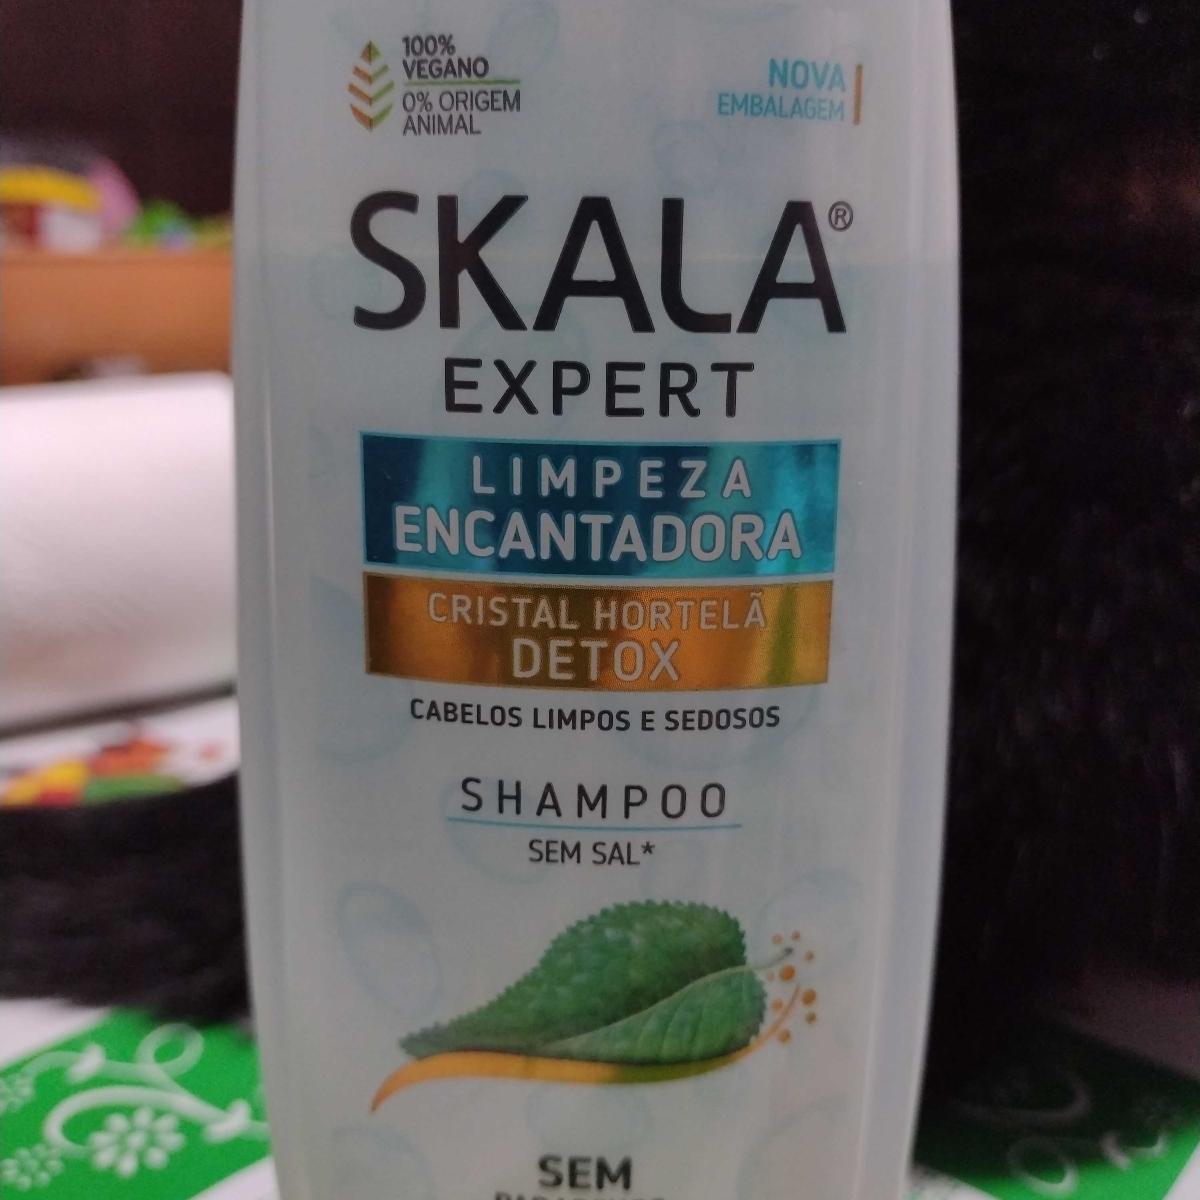 100%
VEGANO
0% ORIGEM
ANIMAL
NOVA
EMBALAGEM
SKALA®
EXPERT
LIMPEZA
ENCANTADORA
CRISTAL HORTELÃ
DETOX
CABELOS LIMPOS E SEDOSOS
SHAMPOO
SEM SAL*
SEM